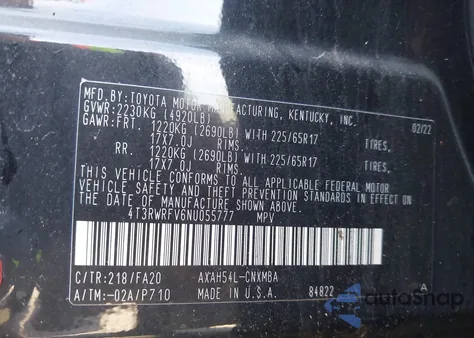 MFD. BY: TOYOTA MOTOR MANUFACTURING, KENTUCKY, INC. 02/22
GVWR: 2230KG (4920LB)
GAWR: FRT. 1220KG (2690LB) WITH 225/65R17 TIRES,
17X7.0J RIMS.
RR. 1220KG (2690LB) WITH 225/65R17 TIRES.
17X7.0J RIMS.
THIS VEHICLE CONFORMS TO ALL APPLICABLE FEDERAL MOTOR
VEHICLE SAFETY AND BUMPER STANDARDS IN EFFECT ON
THE DATE OF MANUFACTURE SHOWN ABOVE.
4T3RWRFV6NU055777 MPV
C/TR:218/FA20 AXAH54L-CNXMBA
A/TM:-02A/P710 MADE IN U.S.A. 84822
autoSnap